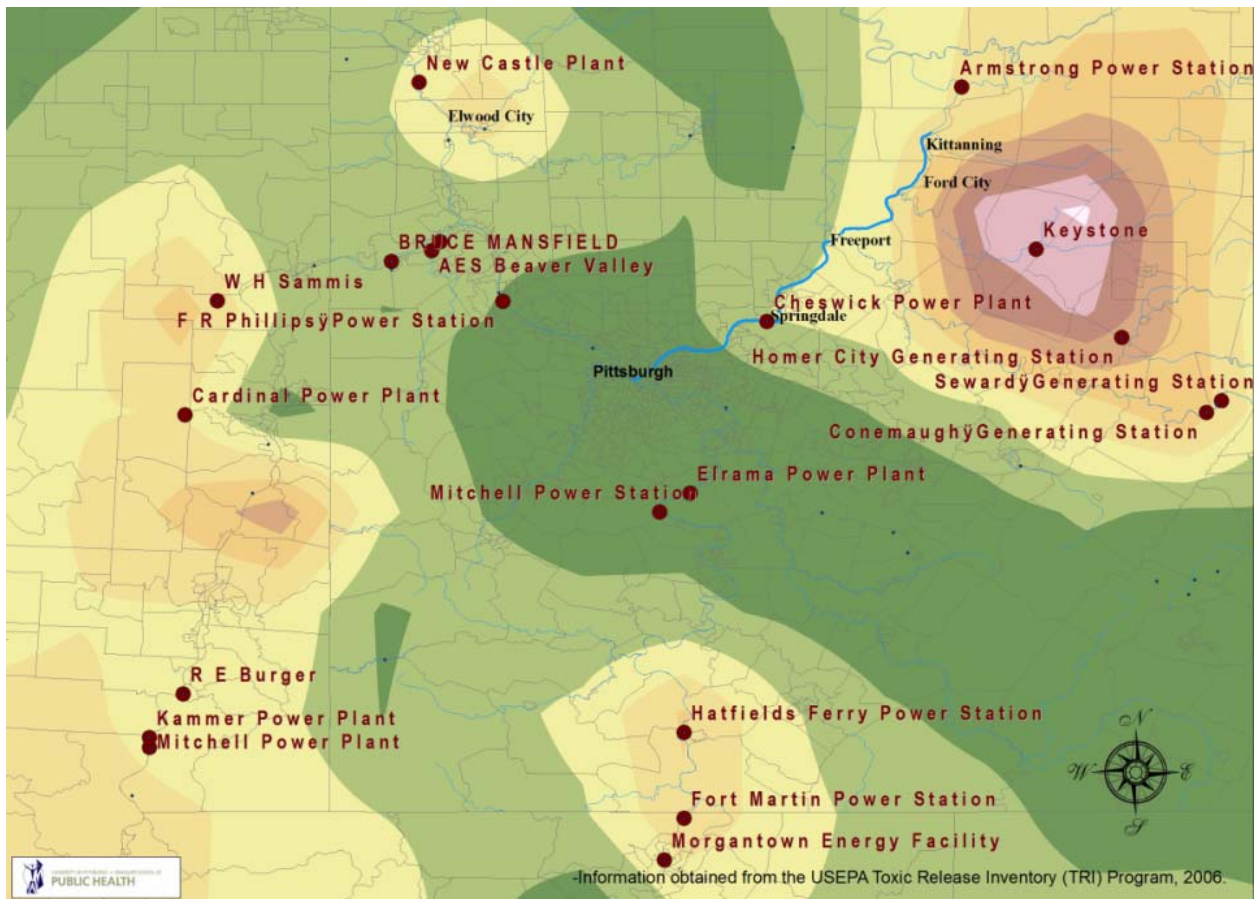 New Castle Plant
Armstrong Power Station
Elwood City
Kittanning
Ford City
Keystone
Freeport
BRUCE MANSFIELD
AES Beaver Valley
W H Sammis
F R PhillipsÿPower Station
Cheswick Power Plant
Springdale
Homer City Generating Station
Pittsburgh
SewardÿGenerating Station
Cardinal Power Plant
ConemaughÿGenerating Station
Elrama Power Plant
Mitchell Power Station
R E Burger
Kammer Power Plant
Mitchell Power Plant
Hatfields Ferry Power Station
N
W
E
S
Fort Martin Power Station
Morgantown Energy Facility
PUBLIC HEALTH
-Information obtained from the USEPA Toxic Release Inventory (TRI) Program, 2006.